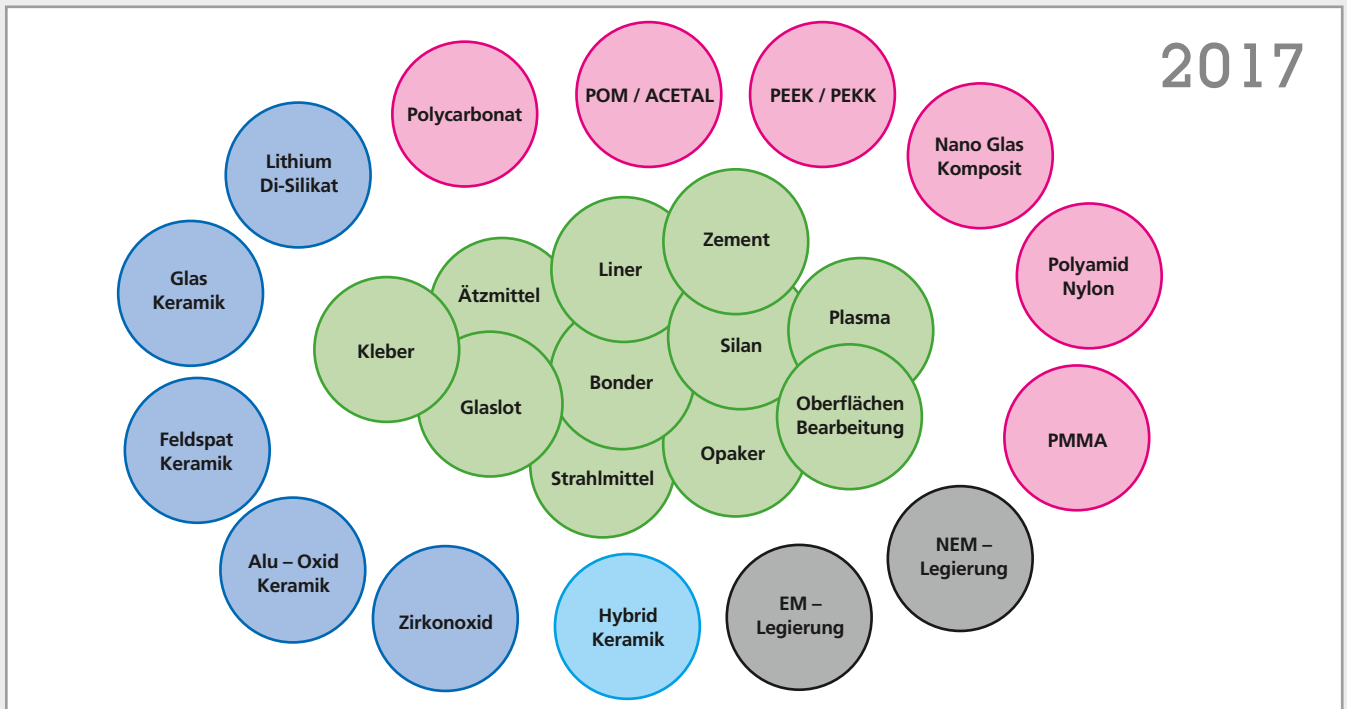 2017
Polycarbonat
POM / ACETAL
PEEK / PEKK
Nano Glas
Komposit
Lithium
Di-Silikat
Polyamid
Nylon
Glas
Keramik
Zement
Liner
Ätzmittel
Plasma
Silan
Kleber
Bonder
Glaslot
Oberflächen
Bearbeitung
Opaker
Strahlmittel
Feldspat
Keramik
PMMA
Alu – Oxid
Keramik
NEM –
Legierung
Zirkonoxid
Hybrid
Keramik
EM –
Legierung